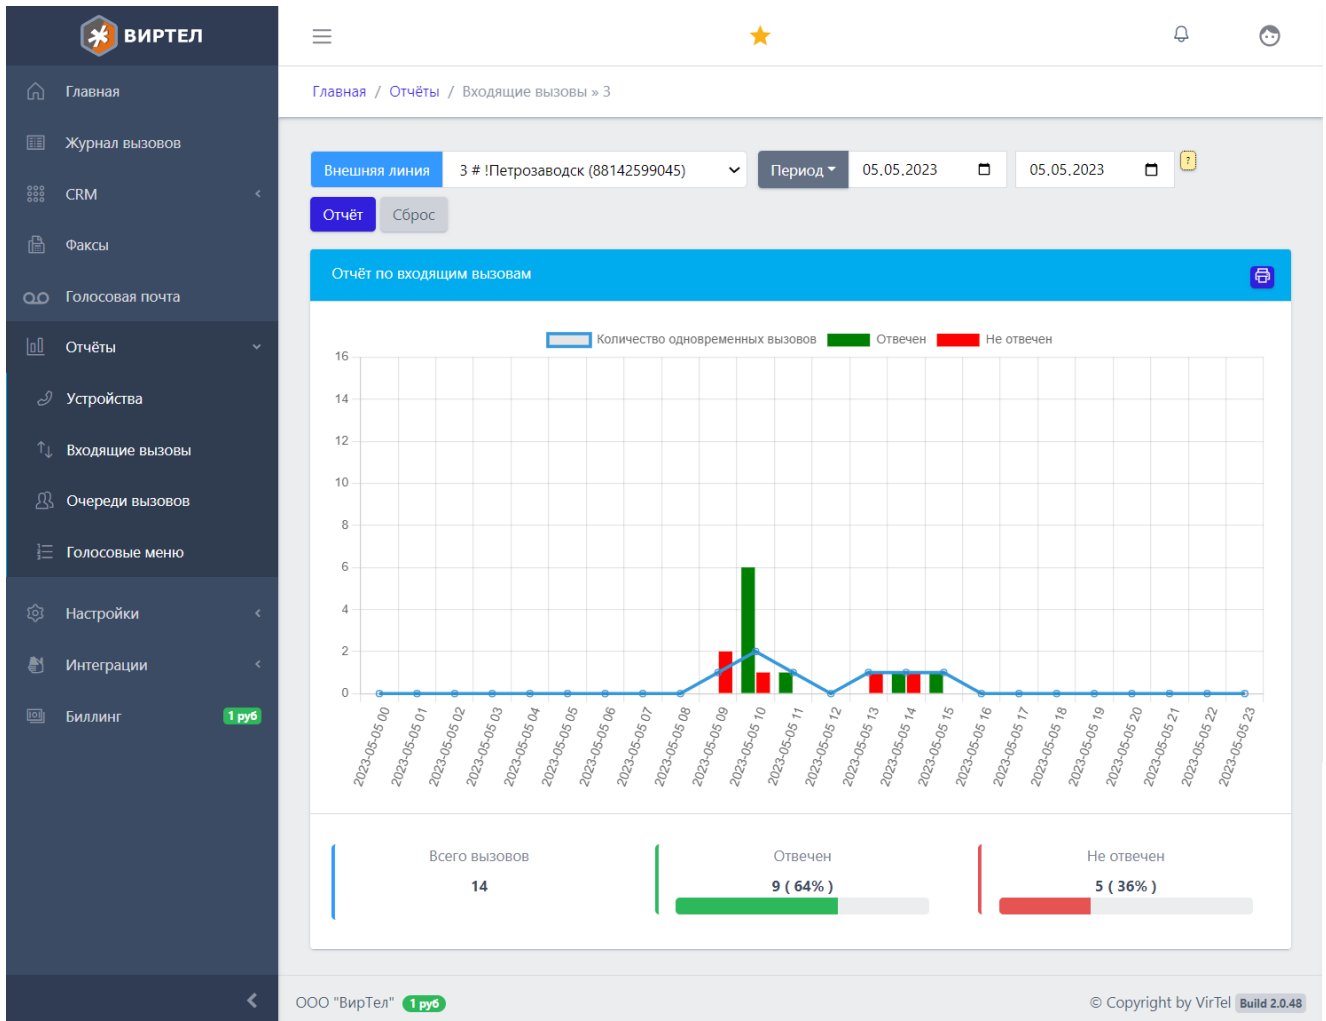 ВИРТЕЛ
Главная
Журнал вызовов
CRM
Факсы
Голосовая почта
Отчёты
Устройства
Входящие вызовы
Очереди вызовов
Голосовые меню
Настройки
Интеграции
Биллинг 1 руб
Главная / Отчёты / Входящие вызовы » 3
Внешняя линия 3 # !Петрозаводск (88142599045) Период 05.05.2023 05.05.2023 ?
Отчёт Сброс
Отчёт по входящим вызовам
Количество одновременных вызовов Отвечен Не отвечен
16
14
12
10
8
6
4
2
0
2023-05-05 00
2023-05-05 01
2023-05-05 02
2023-05-05 03
2023-05-05 04
2023-05-05 05
2023-05-05 06
2023-05-05 07
2023-05-05 08
2023-05-05 09
2023-05-05 10
2023-05-05 11
2023-05-05 12
2023-05-05 13
2023-05-05 14
2023-05-05 15
2023-05-05 16
2023-05-05 17
2023-05-05 18
2023-05-05 19
2023-05-05 20
2023-05-05 21
2023-05-05 22
2023-05-05 23
Всего вызовов
14
Отвечен
9 ( 64% )
Не отвечен
5 ( 36% )
ООО "ВирТел" 1 руб
© Copyright by VirTel Build 2.0.48